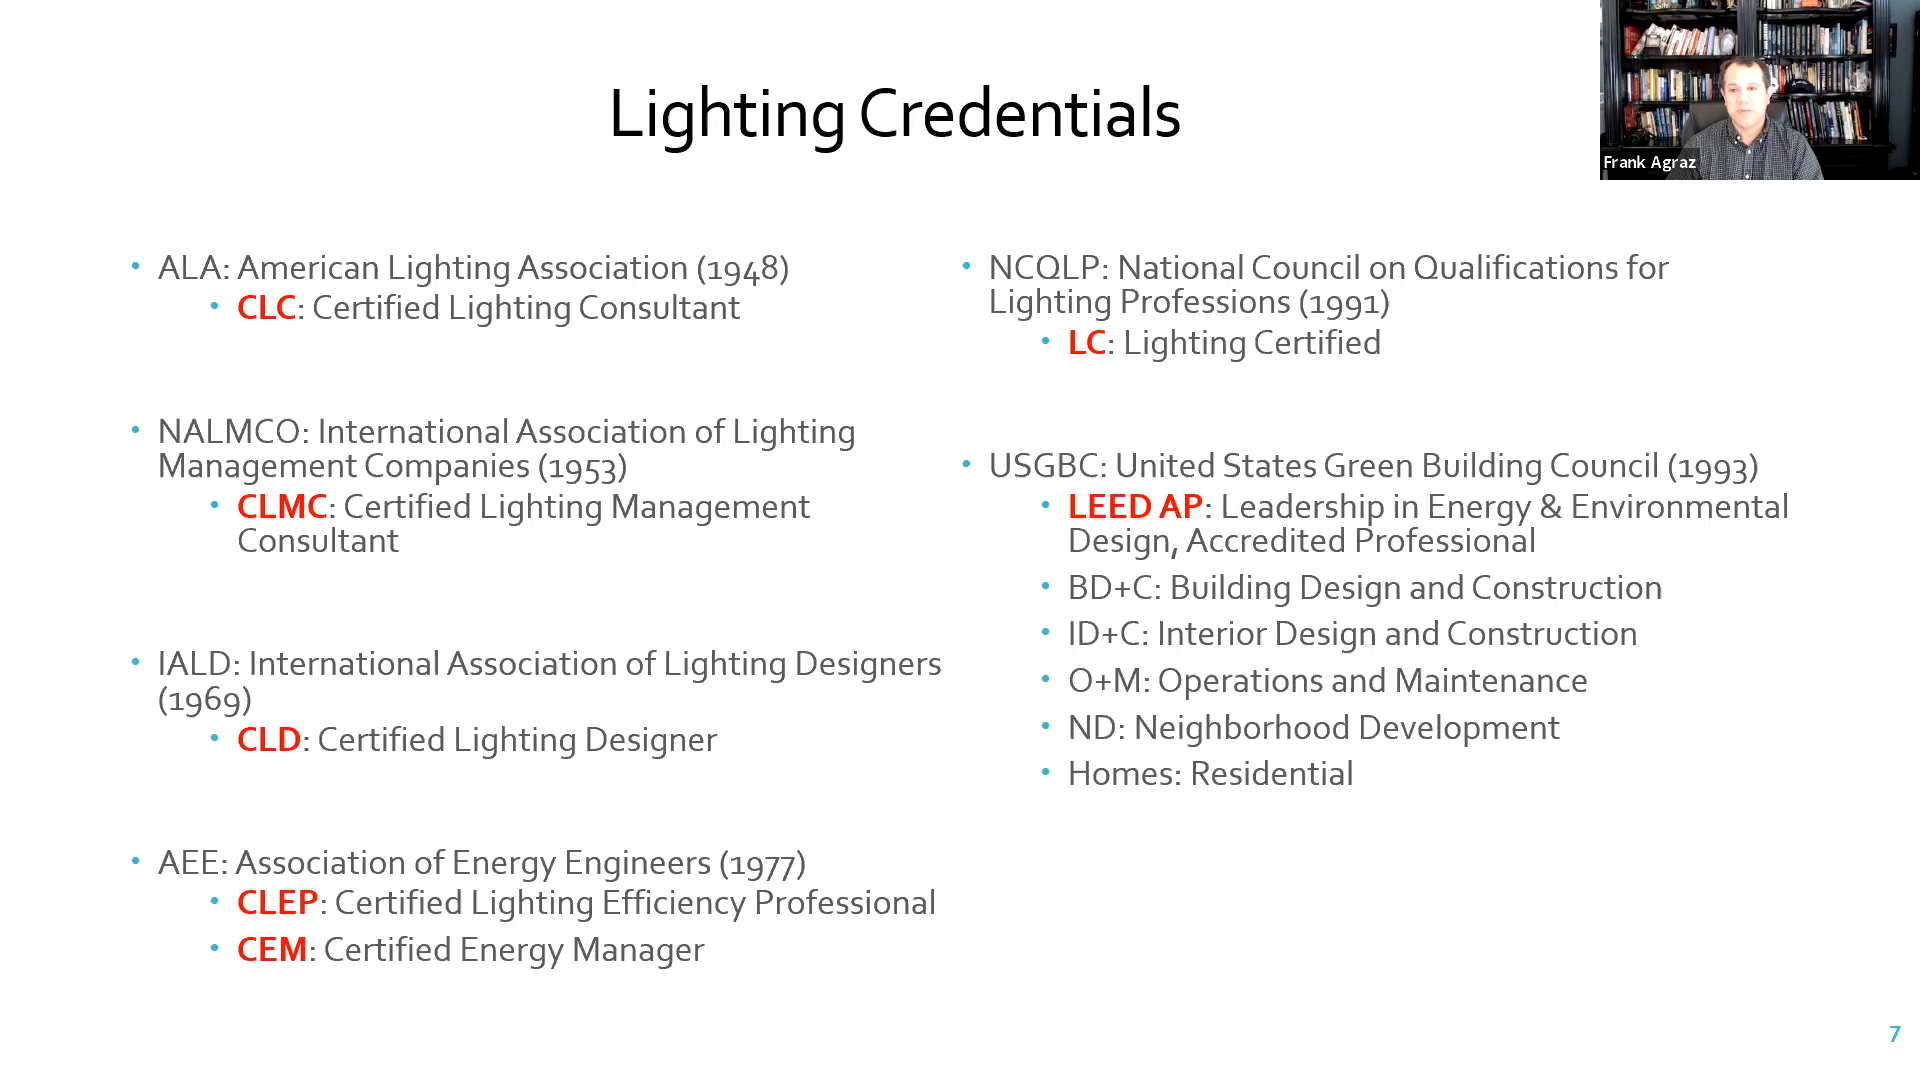 Lighting Credentials
Frank Agraz
• ALA: American Lighting Association (1948)
• CLC: Certified Lighting Consultant
• NALMCO: International Association of Lighting
Management Companies (1953)
• CLMC: Certified Lighting Management
Consultant
• IALD: International Association of Lighting Designers
(1969)
• CLD: Certified Lighting Designer
• AEE: Association of Energy Engineers (1977)
• CLEP: Certified Lighting Efficiency Professional
• CEM: Certified Energy Manager
• NCQLP: National Council on Qualifications for
Lighting Professions (1991)
• LC: Lighting Certified
• USGBC: United States Green Building Council (1993)
• LEED AP: Leadership in Energy & Environmental
Design, Accredited Professional
• BD+C: Building Design and Construction
• ID+C: Interior Design and Construction
• O+M: Operations and Maintenance
• ND: Neighborhood Development
• Homes: Residential
7